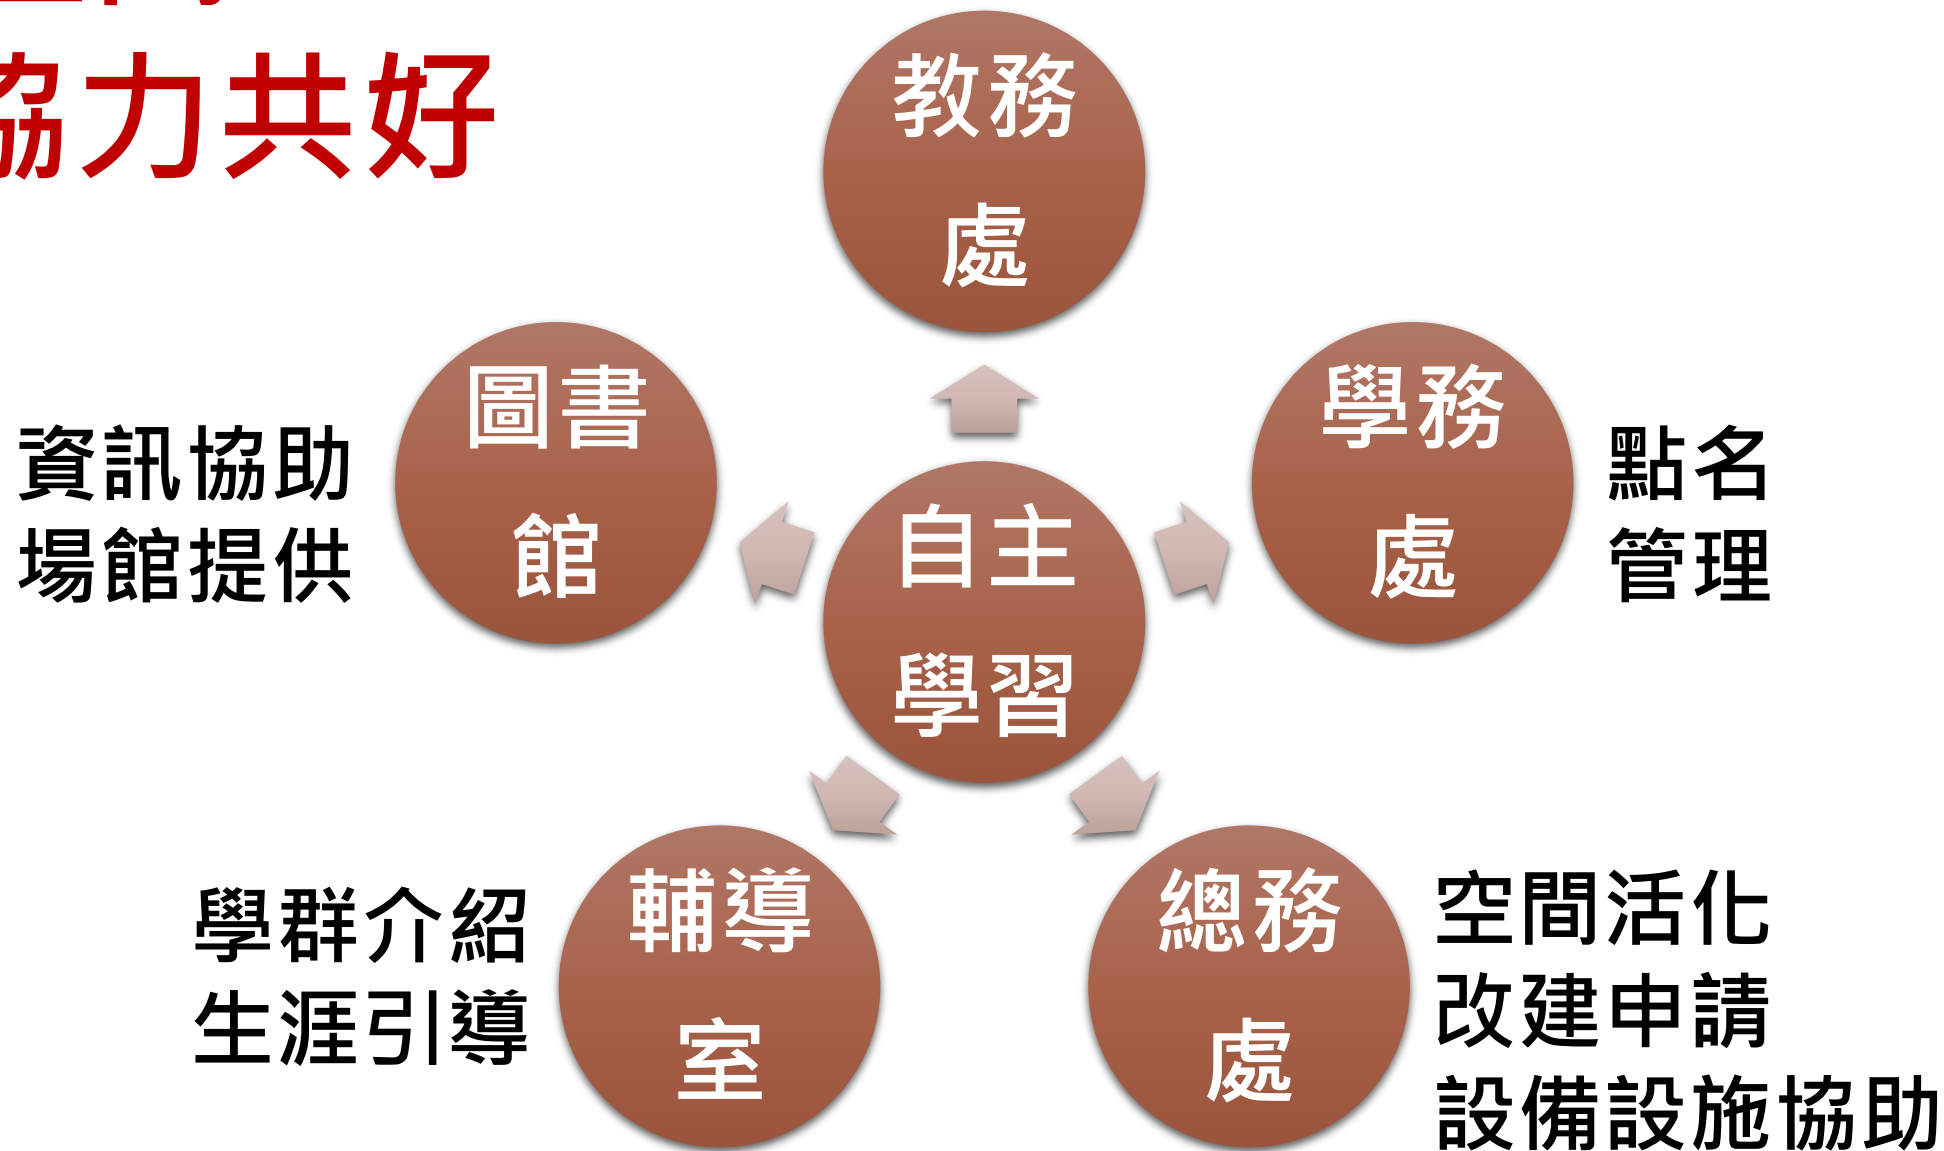 協力共好
教務
處
圖書
館
資訊協助
場館提供
學務
處
點名
管理
自主
學習
輔導
室
學群介紹
生涯引導
總務
處
空間活化
改建申請
設備設施協助